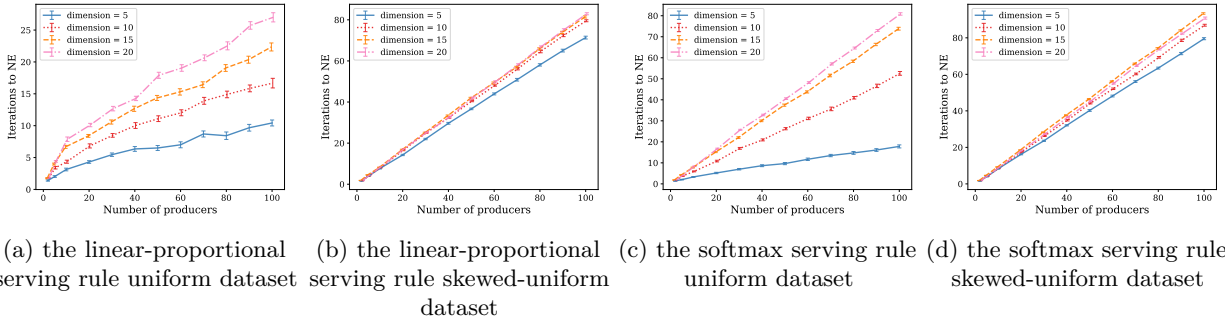 dimension = 5
dimension = 10
dimension = 15
dimension = 20
Iterations to NE
25
20
15
10
5
0
0 20 40 60 80 100
Number of producers
dimension = 5
dimension = 10
dimension = 15
dimension = 20
Iterations to NE
80
60
40
20
0
0 20 40 60 80 100
Number of producers
dimension = 5
dimension = 10
dimension = 15
dimension = 20
Iterations to NE
80
70
60
50
40
30
20
10
0
0 20 40 60 80 100
Number of producers
dimension = 5
dimension = 10
dimension = 15
dimension = 20
Iterations to NE
80
60
40
20
0
0 20 40 60 80 100
Number of producers
(a) the linear-proportional
serving rule uniform dataset
(b) the linear-proportional
serving rule skewed-uniform
dataset
(c) the softmax serving rule
uniform dataset
(d) the softmax serving rule
skewed-uniform dataset